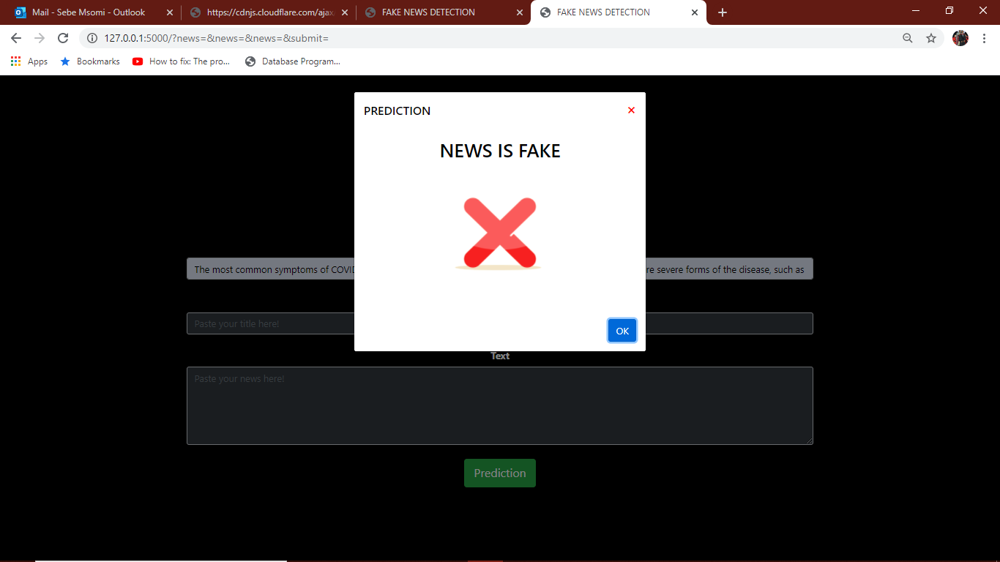 Mail - Sebe Msomi - Outlook
https://cdnjs.cloudflare.com/ajax
FAKE NEWS DETECTION
FAKE NEWS DETECTION
127.0.0.1:5000/?news=&news=&news=&submit=
Apps
Bookmarks
How to fix: The pro...
Database Program...
PREDICTION
NEWS IS FAKE
The most common symptoms of COVID
re severe forms of the disease, such as
Paste your title here!
OK
Text
Paste your news here!
Prediction